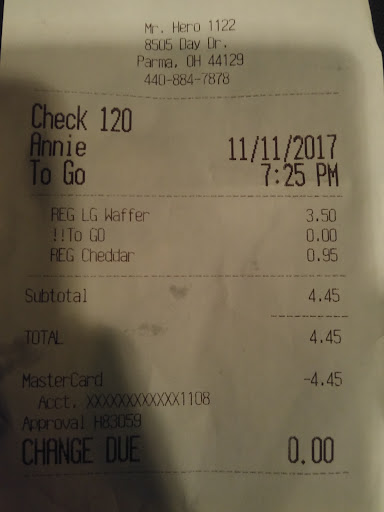 Mr. Hero 1122
8505 Day Dr.
Parma, OH 44129
440-884-7878
Check 120
Annie 11/11/2017
To Go 7:25 PM
REG LG Waffer 3.50
!!To GO 0.00
REG Cheddar 0.95
Subtotal 4.45
TOTAL 4.45
MasterCard -4.45
Acct. XXXXXXXXXXXX1108
Approval H83059
CHANGE DUE 0.00